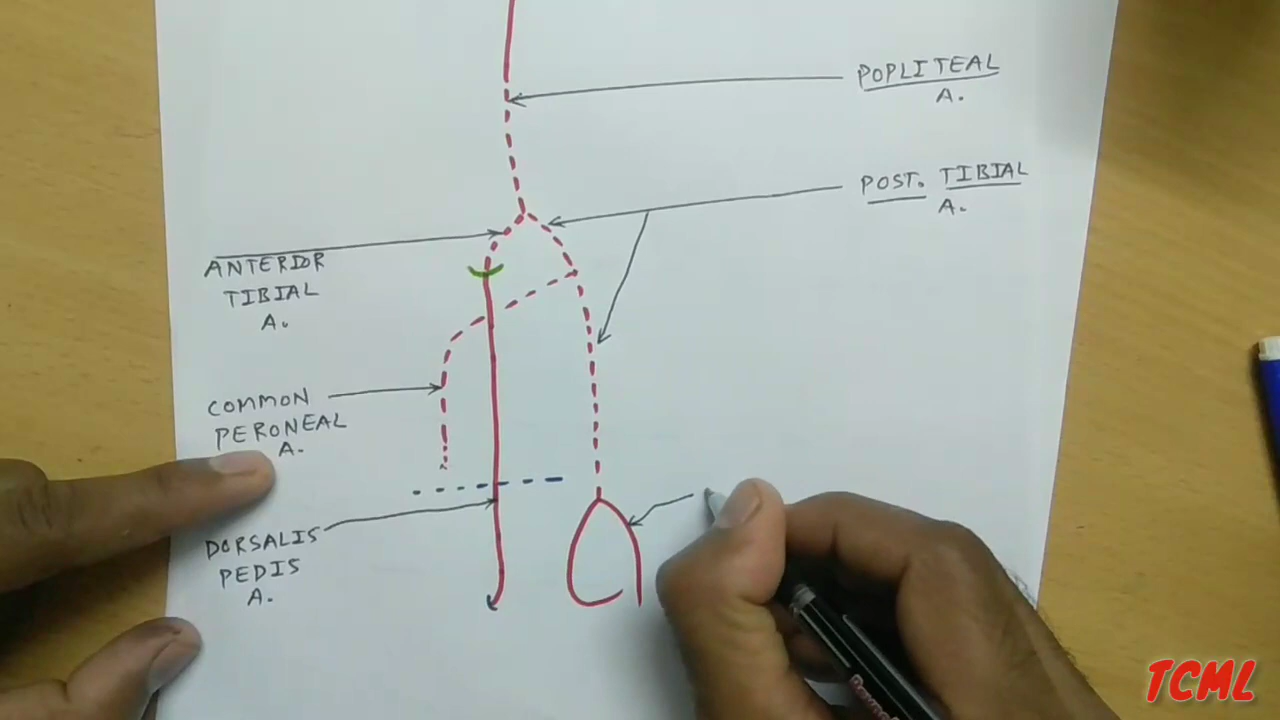 POPLITEAL
A.
POST. TIBIAL
A.
ANTERIOR
TIBIAL
A.
COMMON
PERONEAL
A.
DORSALIS
PEDIS
A.
TCML